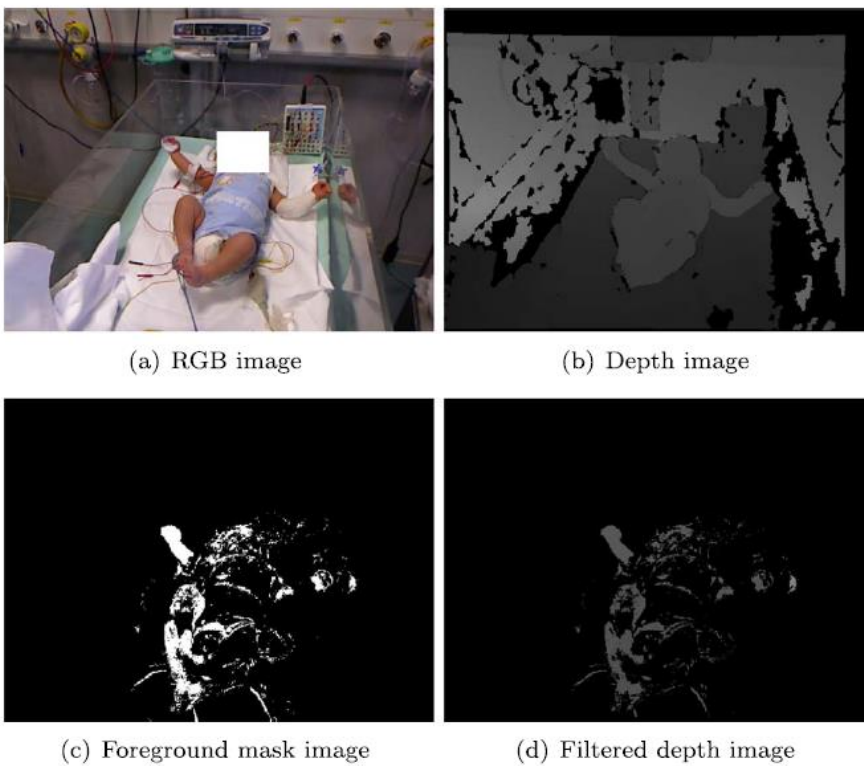 (a) RGB image
(b) Depth image
(c) Foreground mask image
(d) Filtered depth image